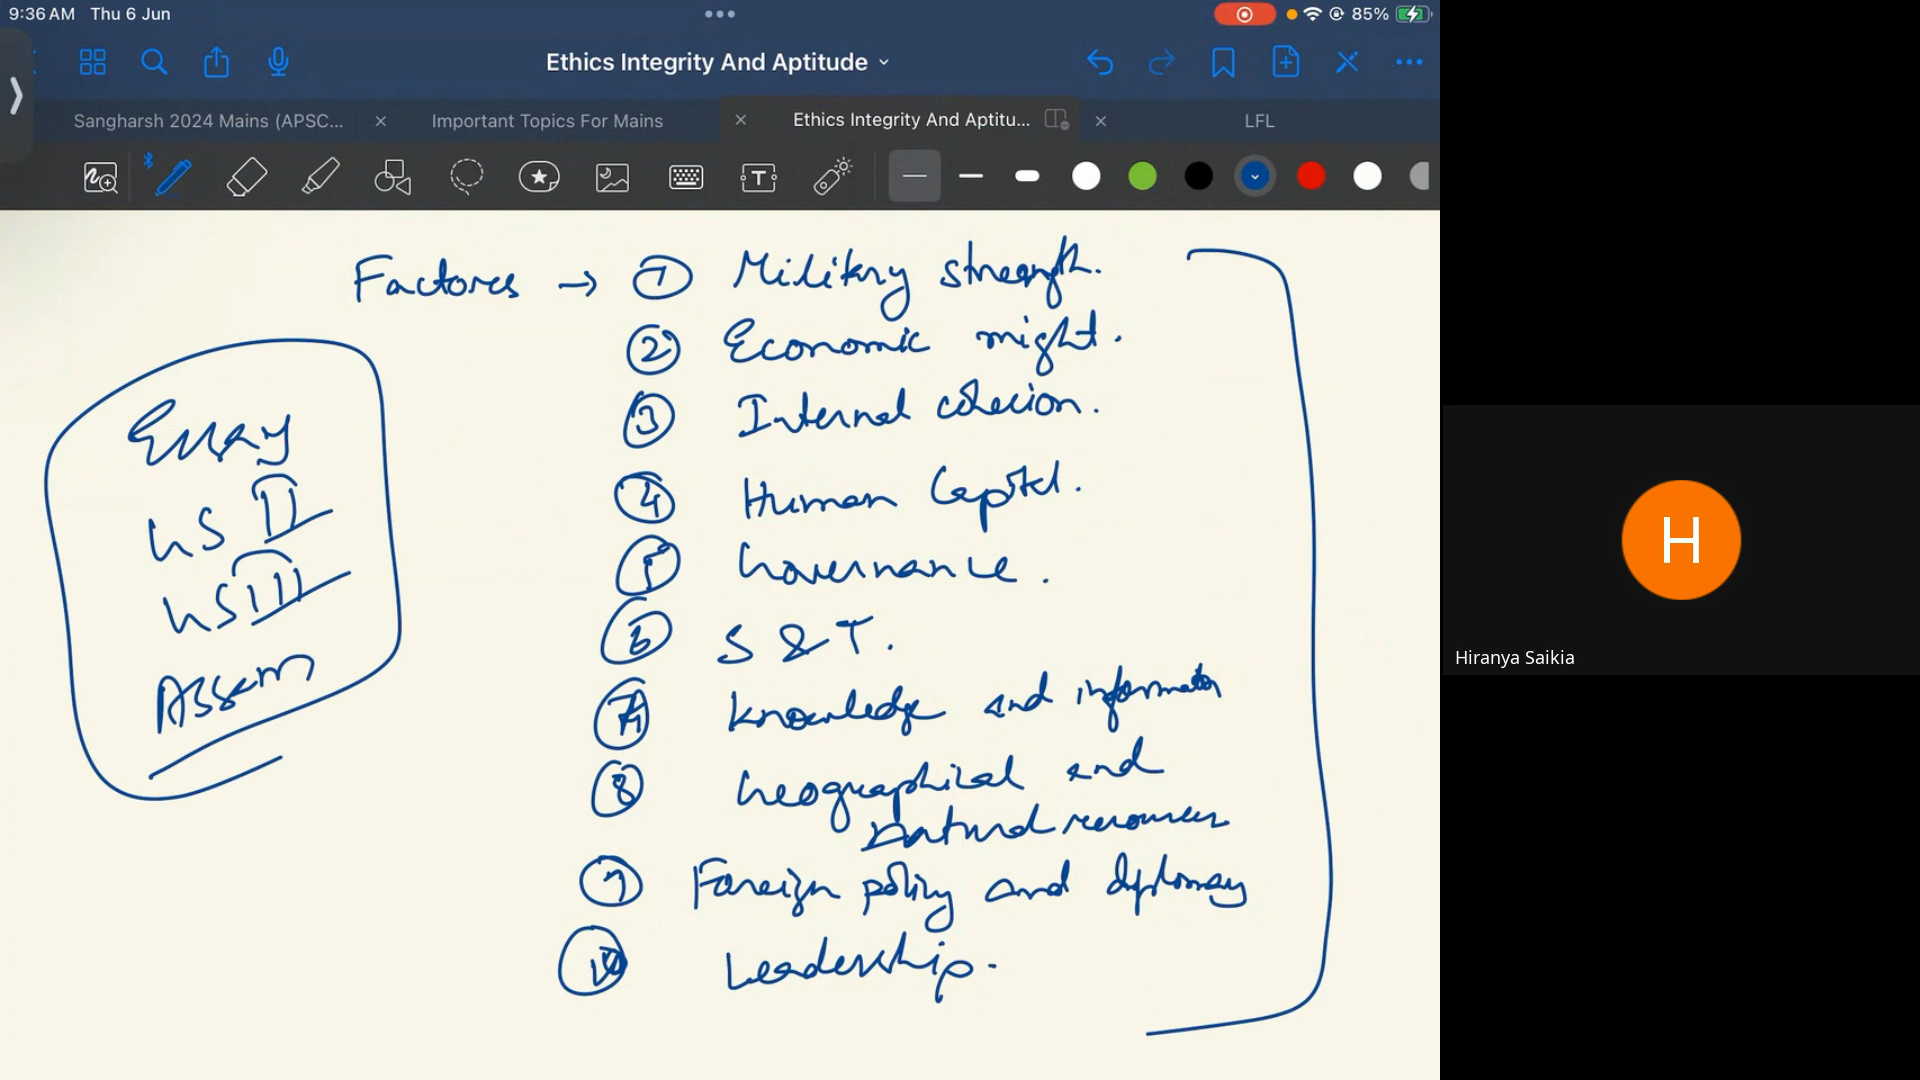 9:36 AM Thu 6 Jun
85%
Ethics Integrity And Aptitude
Sangharsh 2024 Mains (APSC...
Important Topics For Mains
Ethics Integrity And Aptitu...
LFL
Factores → ① Military strength.
② Economic might.
③ Internal cohesion.
④ Human Capital.
⑤ Governance.
⑥ S & T.
⑦ Knowledge and information
⑧ Geographical and
natural resources
⑨ Foreign policy and diplomacy
⑩ Leadership.
Essay
GS II
GS III
Assam
H
Hiranya Saikia